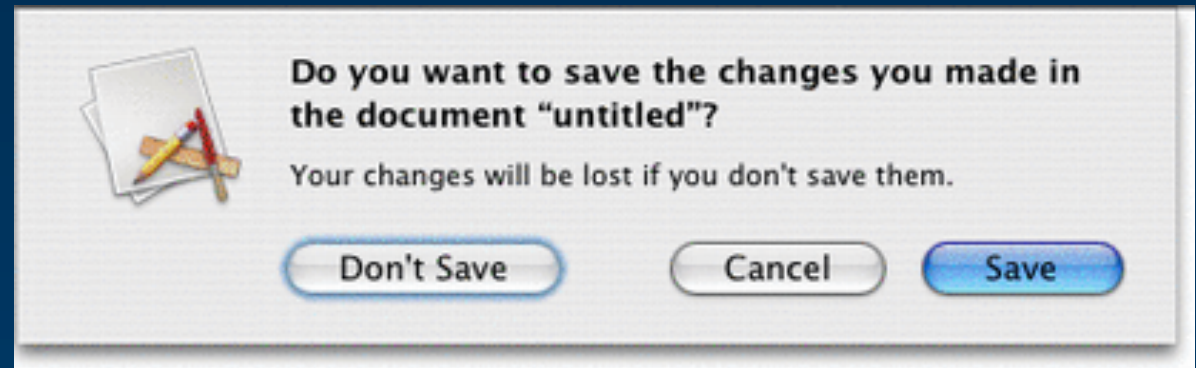 Do you want to save the changes you made in
the document “untitled”?
Your changes will be lost if you don't save them.
Don't Save Cancel Save